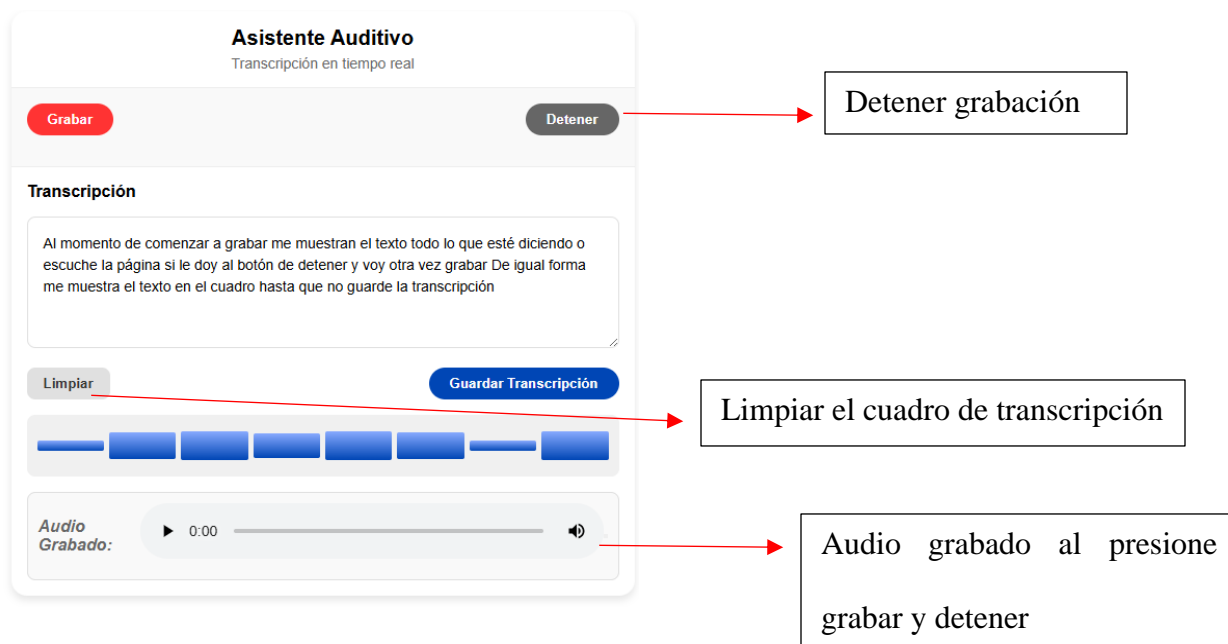 Asistente Auditivo
Transcripción en tiempo real
Grabar
Detener
Detener grabación
Transcripción
Al momento de comenzar a grabar me muestran el texto todo lo que esté diciendo o
escuche la página si le doy al botón de detener y voy otra vez grabar De igual forma
me muestra el texto en el cuadro hasta que no guarde la transcripción
Limpiar
Guardar Transcripción
Limpiar el cuadro de transcripción
Audio
Grabado:
0:00
Audio grabado al presione
grabar y detener